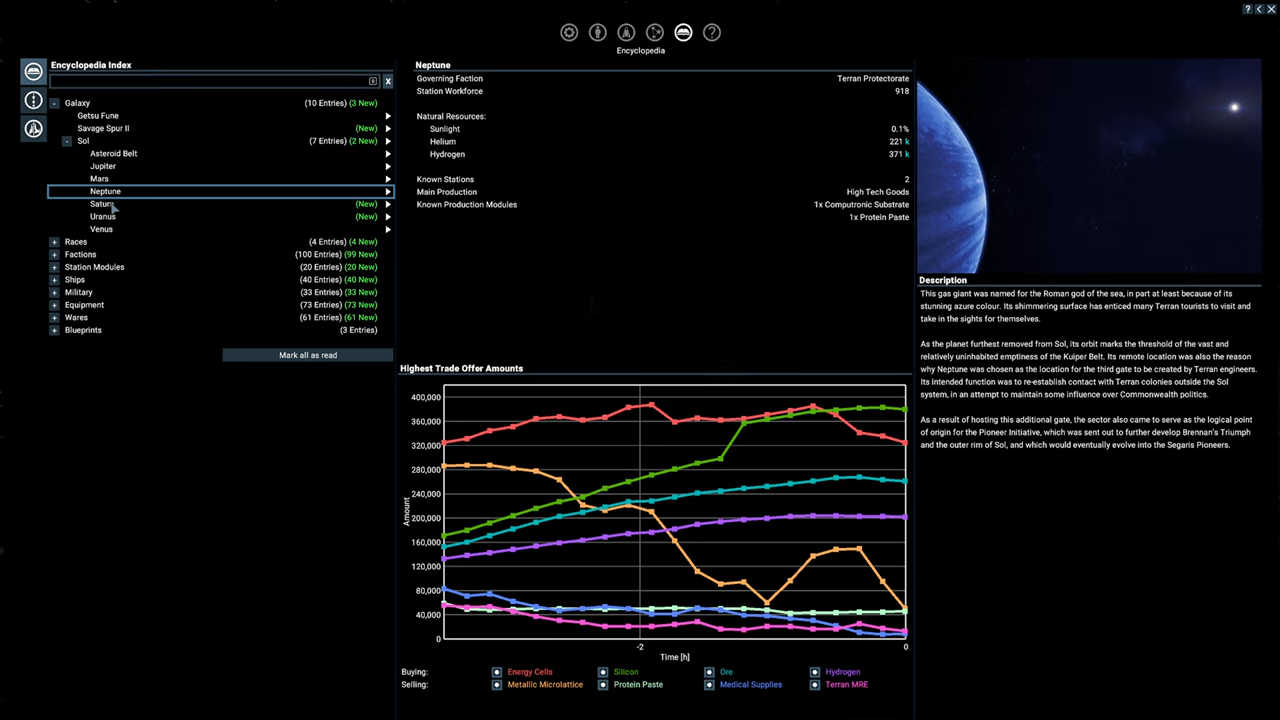 ?
Encyclopedia
Encyclopedia Index
x
- Galaxy (10 Entries) (3 New)
Getsu Fune
Savage Spur II (New)
- Sol (7 Entries) (2 New)
Asteroid Belt
Jupiter
Mars
Neptune
Saturn (New)
Uranus (New)
Venus
+ Races (4 Entries) (4 New)
+ Factions (100 Entries) (99 New)
+ Station Modules (20 Entries) (20 New)
+ Ships (40 Entries) (40 New)
+ Military (33 Entries) (33 New)
+ Equipment (73 Entries) (73 New)
+ Wares (61 Entries) (61 New)
+ Blueprints (3 Entries)
Mark all as read
Neptune
Governing Faction Terran Protectorate
Station Workforce 918
Natural Resources:
Sunlight 0.1%
Helium 221 k
Hydrogen 371 k
Known Stations 2
Main Production High Tech Goods
Known Production Modules 1x Computronic Substrate
1x Protein Paste
Highest Trade Offer Amounts
400,000
360,000
320,000
280,000
240,000
200,000
160,000
120,000
80,000
40,000
0
Amount
-2 0
Time [h]
Buying: Energy Cells Silicon Ore Hydrogen
Selling: Metallic Microlattice Protein Paste Medical Supplies Terran MRE
Description
This gas giant was named for the Roman god of the sea, in part at least because of its
stunning azure colour. Its shimmering surface has enticed many Terran tourists to visit and
take in the sights for themselves.
As the planet furthest removed from Sol, its orbit marks the threshold of the vast and
relatively uninhabited emptiness of the Kuiper Belt. Its remote location was also the reason
why Neptune was chosen as the location for the third gate to be created by Terran engineers.
Its intended function was to re-establish contact with Terran colonies outside the Sol
system, in an attempt to maintain some influence over Commonwealth politics.
As a result of hosting this additional gate, the sector also came to serve as the logical point
of origin for the Pioneer Initiative, which was sent out to further develop Brennan's Triumph
and the outer rim of Sol, and which would eventually evolve into the Segaris Pioneers.